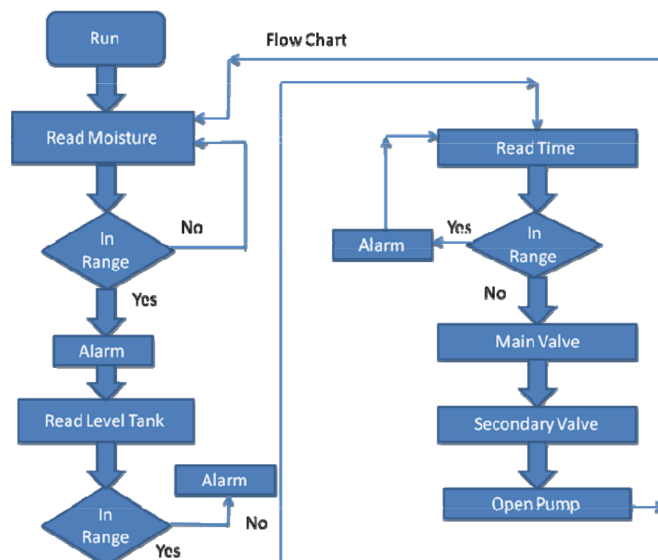 Flow Chart
Run
Read Moisture
In
Range
No
Yes
Alarm
Read Level Tank
In
Range
Yes
Alarm
No
Read Time
In
Range
Yes
Alarm
No
Main Valve
Secondary Valve
Open Pump